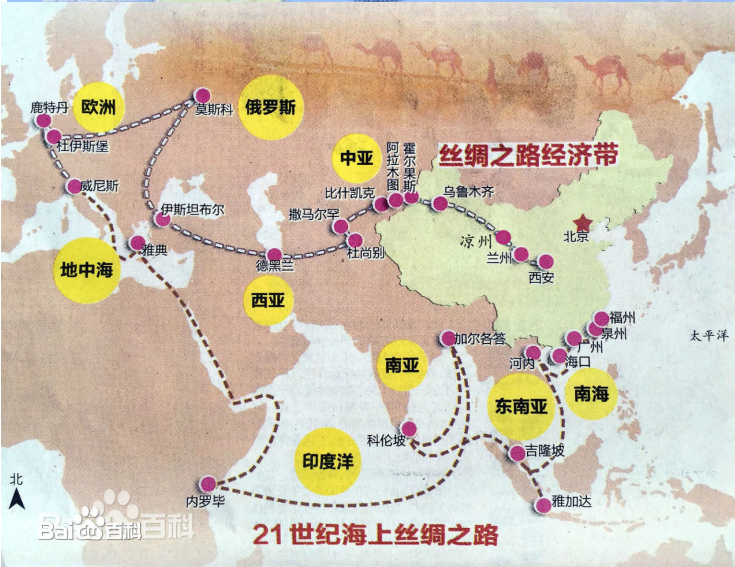 鹿特丹
欧洲
莫斯科
俄罗斯
杜伊斯堡
中亚
阿拉木图
霍尔果斯
丝绸之路经济带
威尼斯
比什凯克
乌鲁木齐
伊斯坦布尔
撒马尔罕
凉州
北京
雅典
杜尚别
兰州
地中海
德黑兰
西安
西亚
福州
泉州
太平洋
加尔各答
广州
南亚
河内
海口
东南亚
南海
科伦坡
印度洋
吉隆坡
北
内罗毕
雅加达
Bai百科百科
21世纪海上丝绸之路